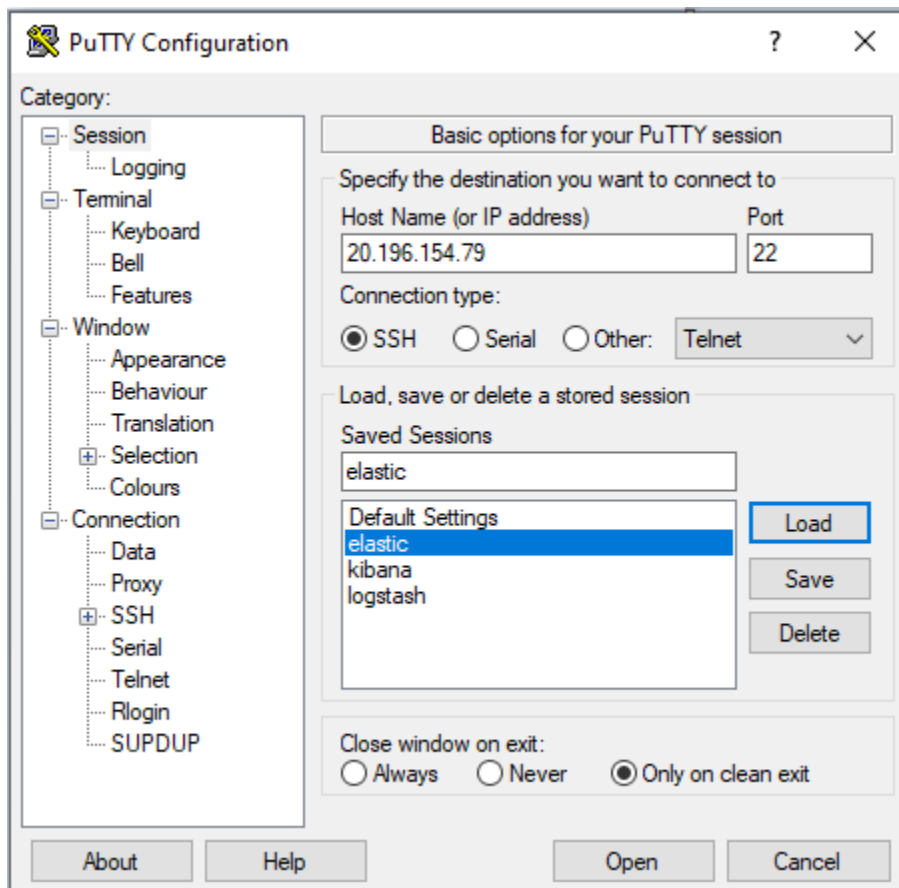 PuTTY Configuration
?
Category:
Session
Logging
Terminal
Keyboard
Bell
Features
Window
Appearance
Behaviour
Translation
Selection
Colours
Connection
Data
Proxy
SSH
Serial
Telnet
Rlogin
SUPDUP
Basic options for your PuTTY session
Specify the destination you want to connect to
Host Name (or IP address) Port
20.196.154.79 22
Connection type:
SSH Serial Other: Telnet
Load, save or delete a stored session
Saved Sessions
elastic
Default Settings
elastic
kibana
logstash
Load
Save
Delete
Close window on exit:
Always Never Only on clean exit
About Help Open Cancel